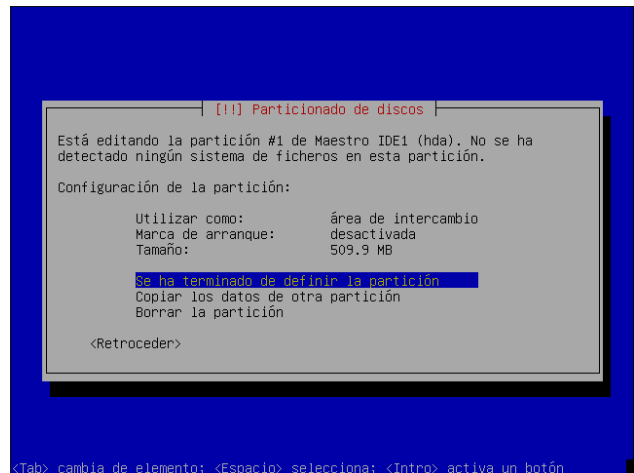 [!!] Particionado de discos
Está editando la partición #1 de Maestro IDE1 (hda). No se ha
detectado ningún sistema de ficheros en esta partición.
Configuración de la partición:
Utilizar como: área de intercambio
Marca de arranque: desactivada
Tamaño: 509.9 MB
Se ha terminado de definir la partición
Copiar los datos de otra partición
Borrar la partición
<Retroceder>
<Tab> cambia de elemento; <Espacio> selecciona; <Intro> activa un botón